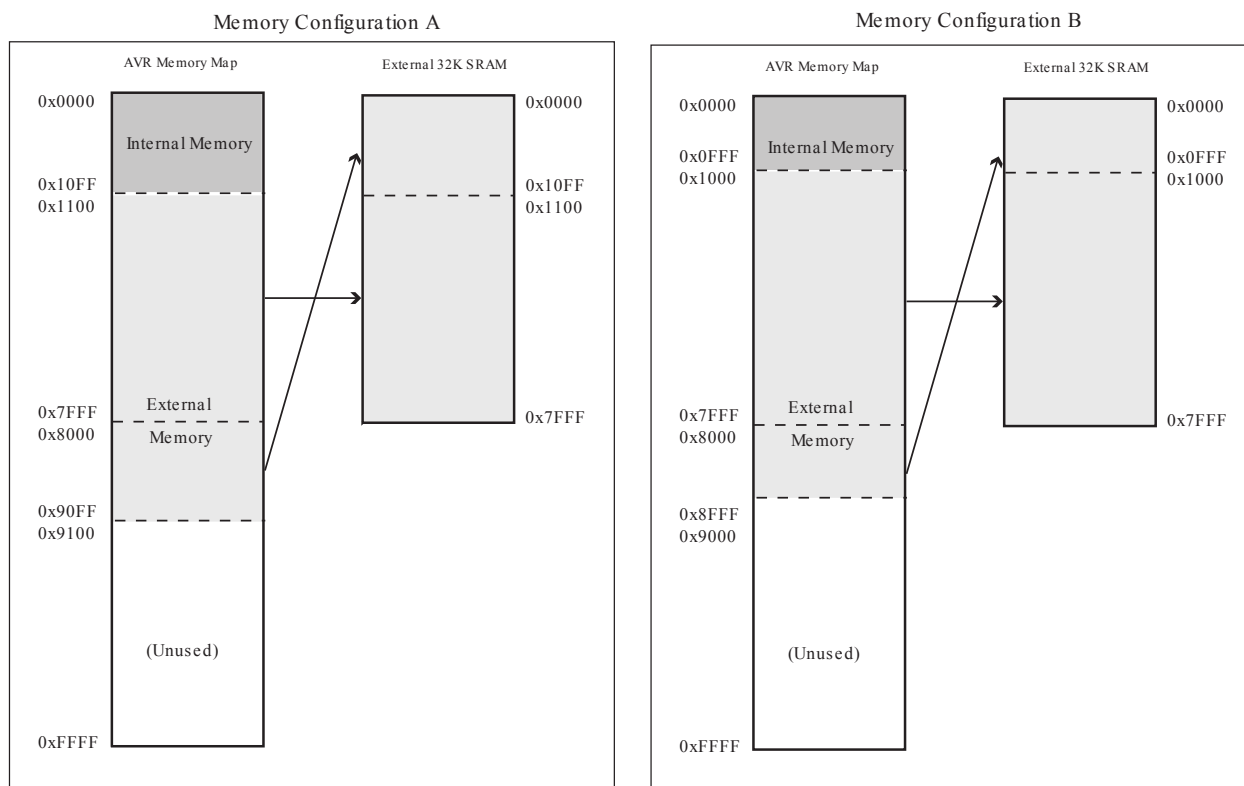 Memory Configuration A
AVR Memory Map
External 32K SRAM
0x0000
Internal Memory
0x10FF
0x1100
0x7FFF
0x8000
External
Memory
0x90FF
0x9100
(Unused)
0xFFFF
0x0000
0x10FF
0x1100
0x7FFF
Memory Configuration B
AVR Memory Map
External 32K SRAM
0x0000
Internal Memory
0x0FFF
0x1000
0x7FFF
0x8000
External
Memory
0x8FFF
0x9000
(Unused)
0xFFFF
0x0000
0x0FFF
0x1000
0x7FFF